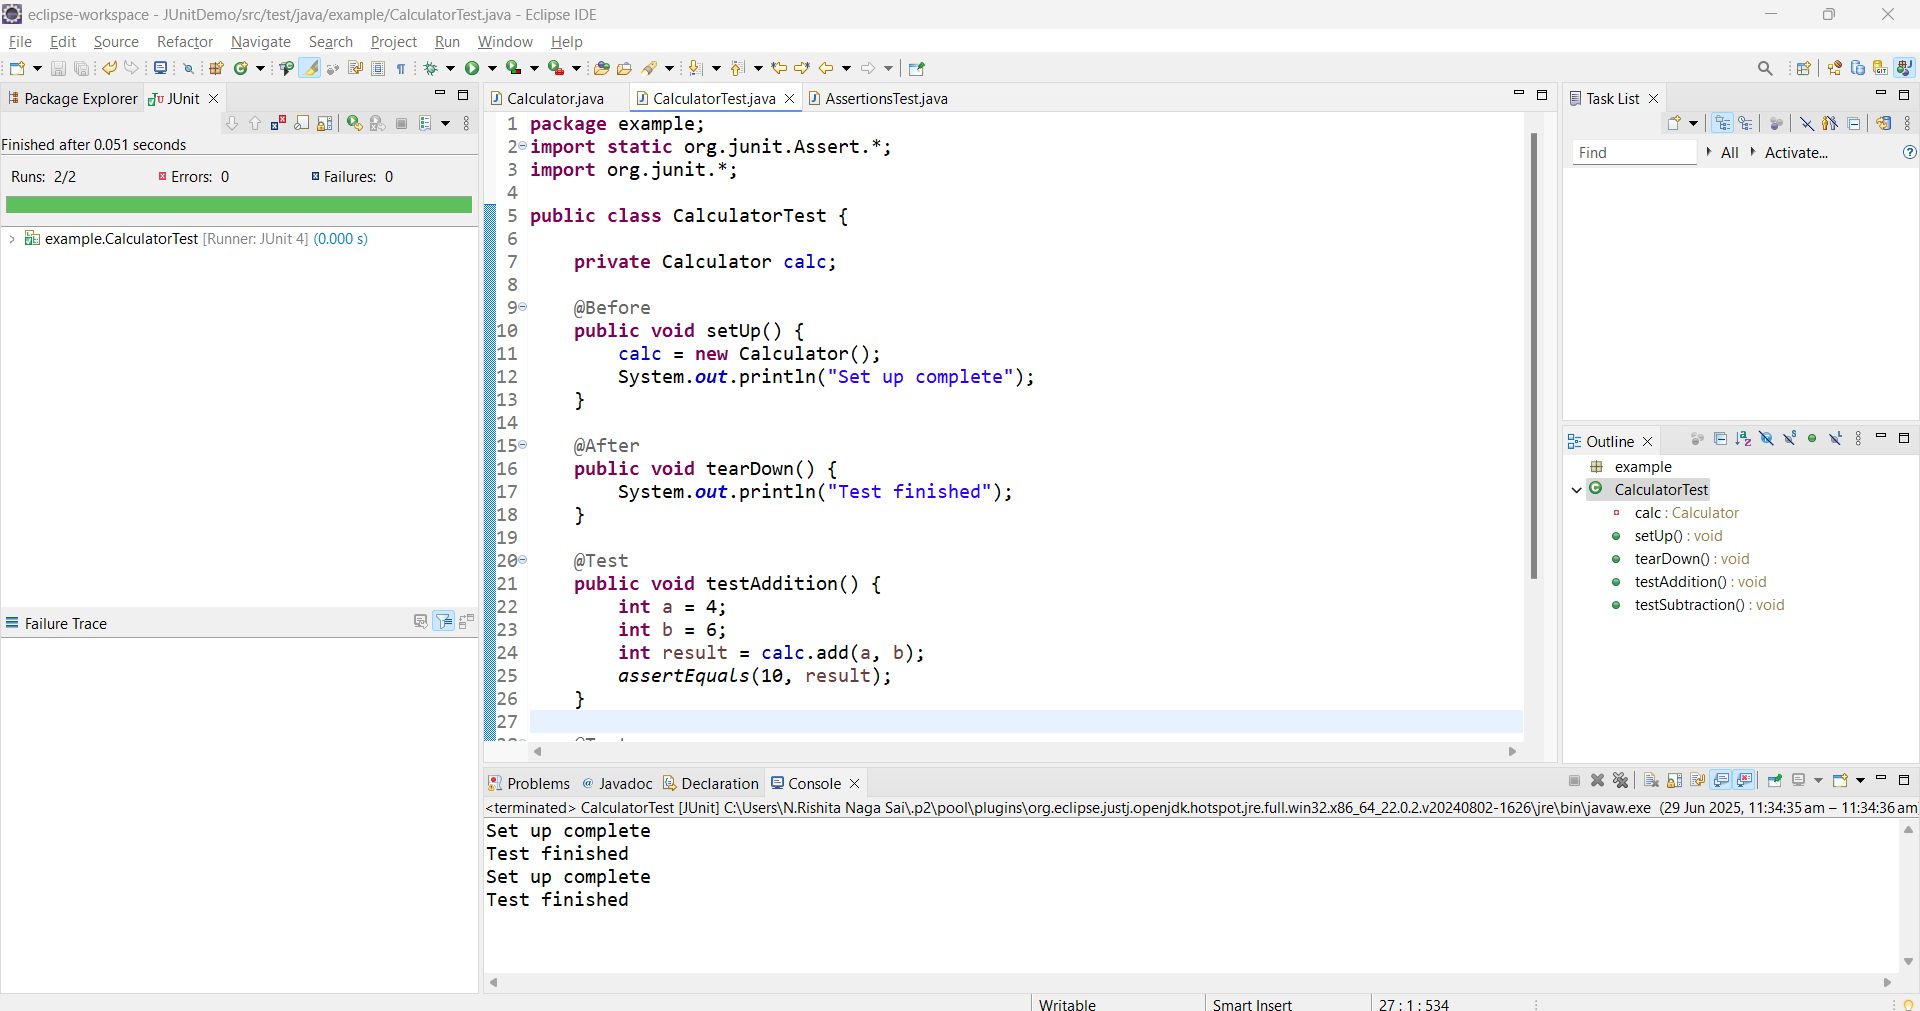 eclipse-workspace - JUnitDemo/src/test/java/example/CalculatorTest.java - Eclipse IDE
File Edit Source Refactor Navigate Search Project Run Window Help
Package Explorer JUnit
Finished after 0.051 seconds
Runs: 2/2 Errors: 0 Failures: 0
example.CalculatorTest [Runner: JUnit 4] (0.000 s)
Failure Trace
Calculator.java CalculatorTest.java AssertionsTest.java
1 package example;
2 import static org.junit.Assert.*;
3 import org.junit.*;
4
5 public class CalculatorTest {
6
7 private Calculator calc;
8
9 @Before
10 public void setUp() {
11 calc = new Calculator();
12 System.out.println("Set up complete");
13 }
14
15 @After
16 public void tearDown() {
17 System.out.println("Test finished");
18 }
19
20 @Test
21 public void testAddition() {
22 int a = 4;
23 int b = 6;
24 int result = calc.add(a, b);
25 assertEquals(10, result);
26 }
27
Task List
Find All Activate...
Outline
example
CalculatorTest
calc : Calculator
setUp() : void
tearDown() : void
testAddition() : void
testSubtraction() : void
Problems Javadoc Declaration Console
<terminated> CalculatorTest [JUnit] C:\Users\N.Rishita Naga Sai\.p2\pool\plugins\org.eclipse.justj.openjdk.hotspot.jre.full.win32.x86_64_22.0.2.v20240802-1626\jre\bin\javaw.exe (29 Jun 2025, 11:34:35 am – 11:34:36 am
Set up complete
Test finished
Set up complete
Test finished
Writable Smart Insert 27 : 1 : 534